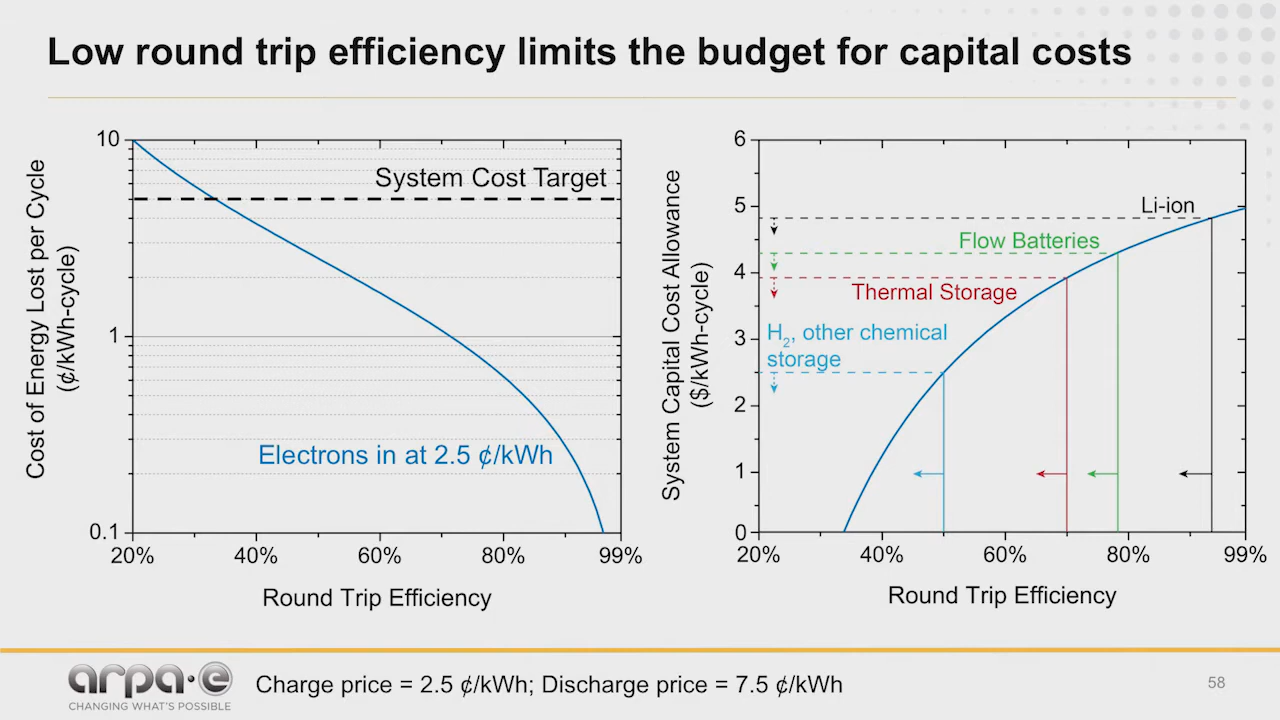 Low round trip efficiency limits the budget for capital costs
Cost of Energy Lost per Cycle
(¢/kWh-cycle)
10
1
0.1
System Cost Target
Electrons in at 2.5 ¢/kWh
20%
40%
60%
80%
99%
Round Trip Efficiency
System Capital Cost Allowance
($/kWh-cycle)
6
5
4
3
2
1
0
Li-ion
Flow Batteries
Thermal Storage
H2, other chemical
storage
20%
40%
60%
80%
99%
Round Trip Efficiency
arpa·e
CHANGING WHAT'S POSSIBLE
Charge price = 2.5 ¢/kWh; Discharge price = 7.5 ¢/kWh
58